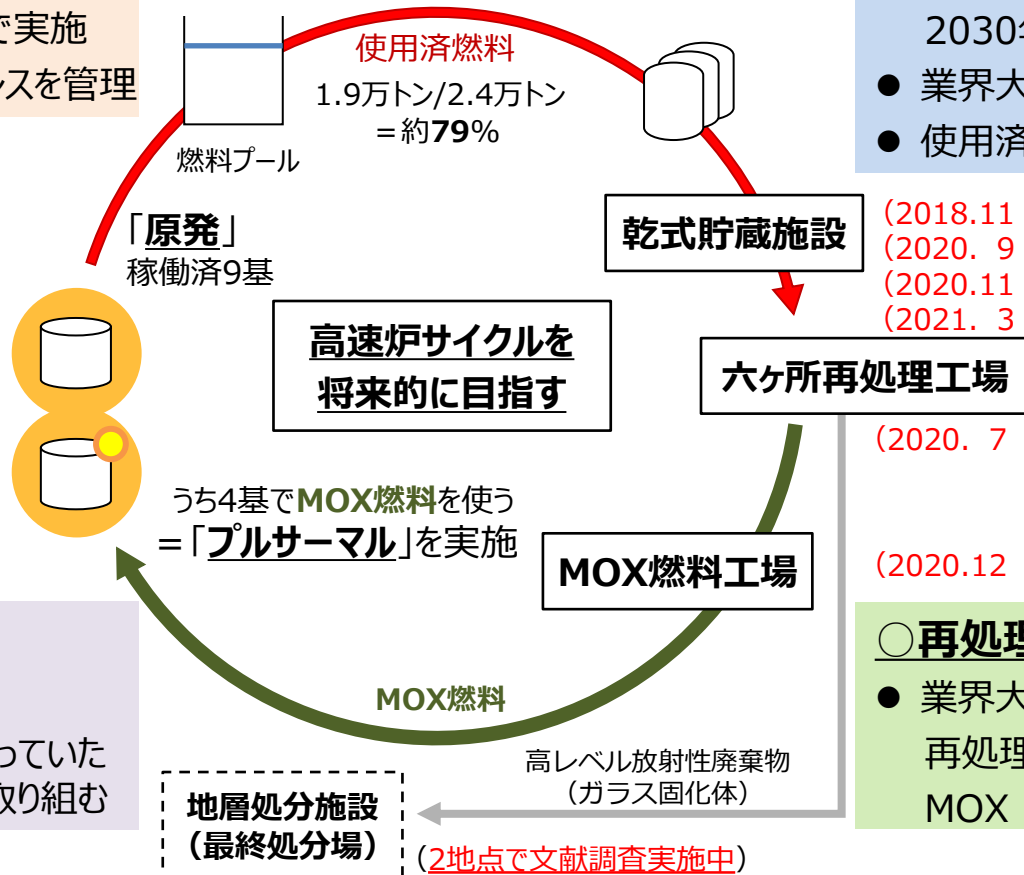 で実施
ンスを管理
使用済燃料
1.9万トン/2.4万トン
=約79%
燃料プール
2030年
● 業界大
● 使用済
「原発」
稼働済9基
乾式貯蔵施設
(2018.11
(2020. 9
(2020.11
(2021. 3
高速炉サイクルを
将来的に目指す
六ヶ所再処理工場
(2020. 7
うち4基でMOX燃料を使う
=「プルサーマル」を実施
MOX燃料工場
(2020.12
○再処理
● 業界大
再処理
MOX
MOX燃料
っていた
取り組む
高レベル放射性廃棄物
(ガラス固化体)
地層処分施設
(最終処分場)
(2地点で文献調査実施中)